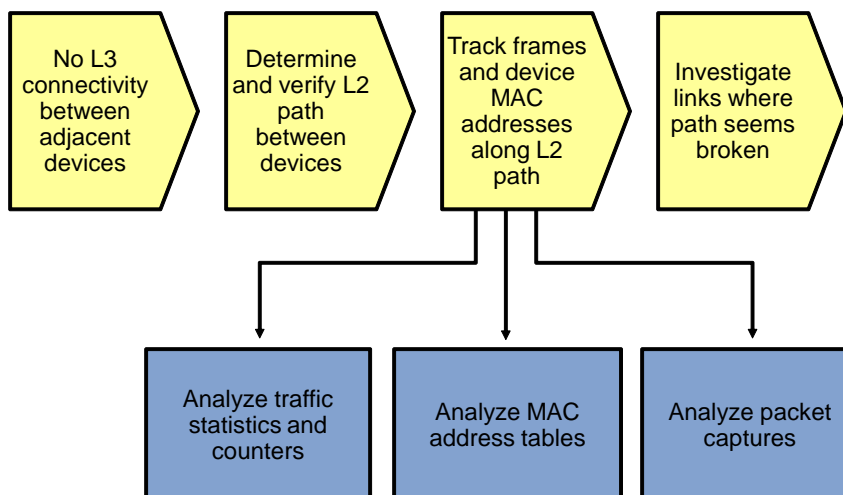 No L3
connectivity
between
adjacent
devices
Determine
and verify L2
path
between
devices
Track frames
and device
MAC
addresses
along L2
path
Investigate
links where
path seems
broken
Analyze traffic
statistics and
counters
Analyze MAC
address tables
Analyze packet
captures